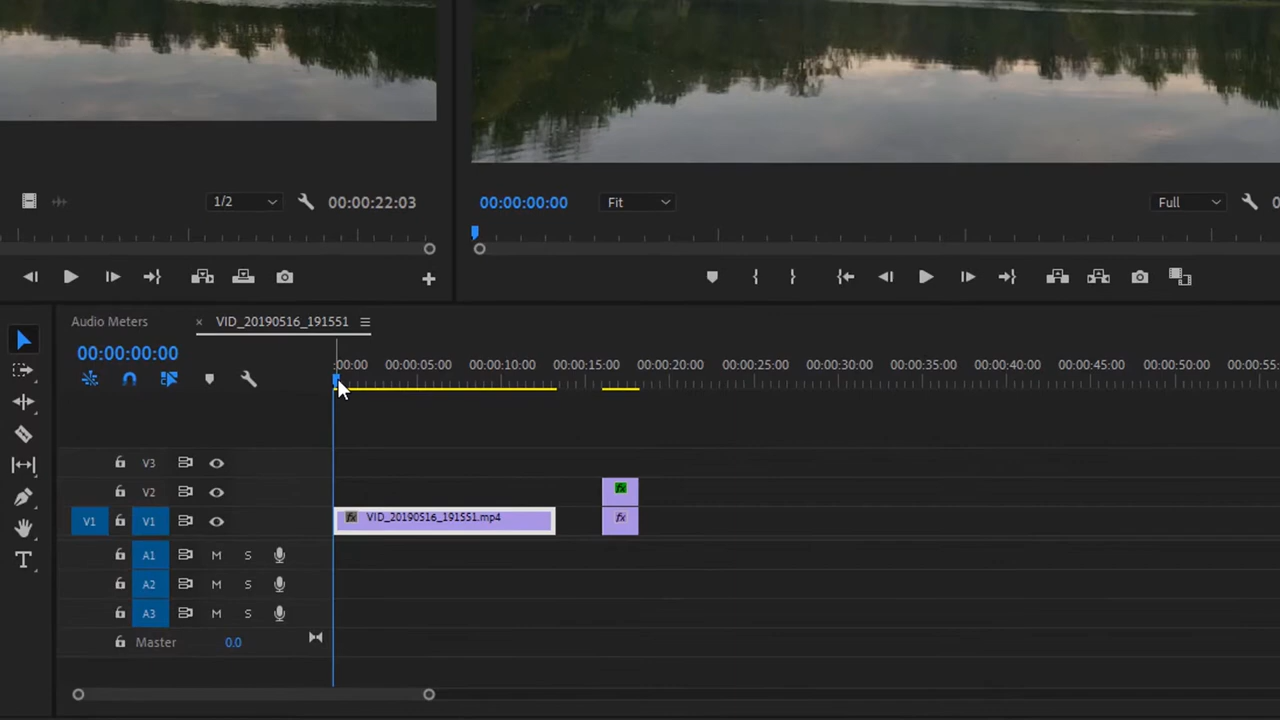 1/2
00:00:22:03
00:00:00:00
Fit
Full
Audio Meters
× VID_20190516_191551
00:00:00:00
:00:00 00:00:05:00 00:00:10:00 00:00:15:00 00:00:20:00 00:00:25:00 00:00:30:00 00:00:35:00 00:00:40:00 00:00:45:00 00:00:50:00 00:00:55:
V3
V2 fx
V1 V1 fx VID_20190516_191551.mp4 fx
A1 M S
A2 M S
A3 M S
Master 0.0
T